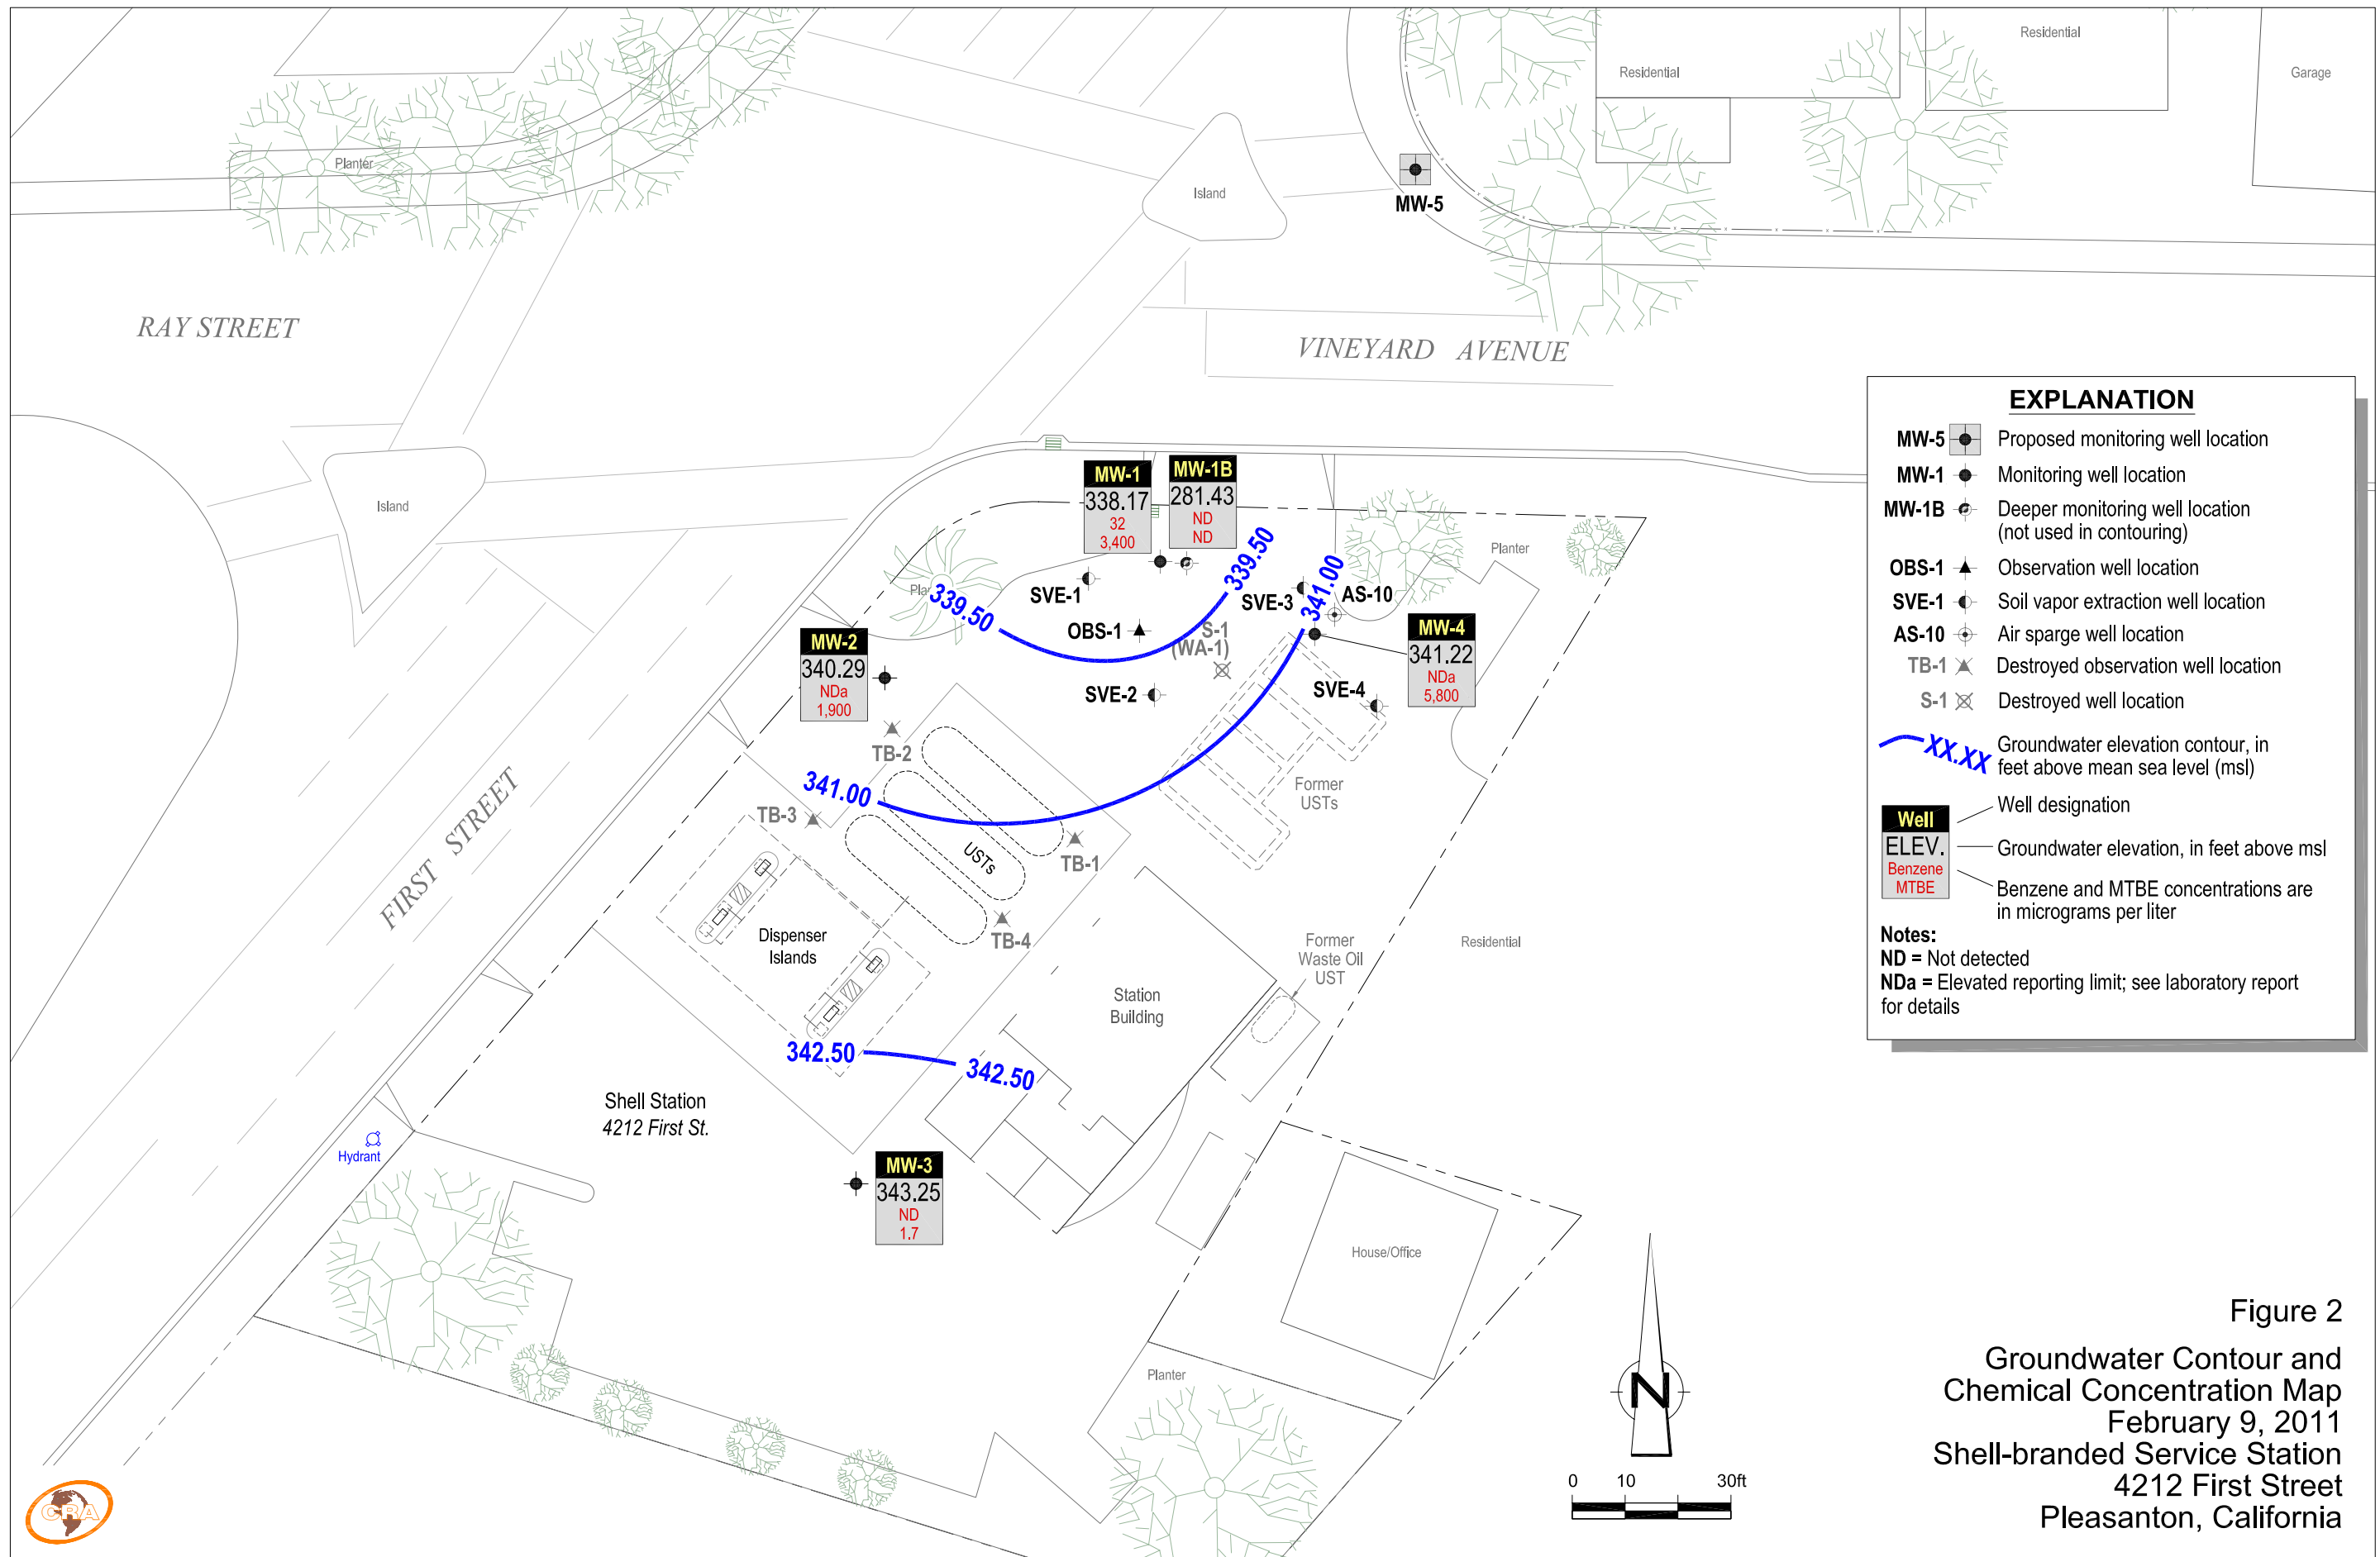 Residential
Residential
Garage
Planter
Island
MW-5
RAY STREET
VINEYARD AVENUE
Island
MW-1
338.17
32
3,400
MW-1B
281.43
ND
ND
339.50
339.50
341.00
Planter
SVE-1
SVE-3
AS-10
OBS-1
S-1
(WA-1)
MW-2
340.29
NDa
1,900
MW-4
341.22
NDa
5,800
SVE-2
SVE-4
TB-2
341.00
TB-3
Former
USTs
USTs
TB-1
FIRST STREET
Dispenser
Islands
TB-4
Former
Waste Oil
UST
Residential
Station
Building
342.50
342.50
Shell Station
4212 First St.
Hydrant
MW-3
343.25
ND
1.7
House/Office
Planter
EXPLANATION
MW-5 Proposed monitoring well location
MW-1 Monitoring well location
MW-1B Deeper monitoring well location
(not used in contouring)
OBS-1 Observation well location
SVE-1 Soil vapor extraction well location
AS-10 Air sparge well location
TB-1 Destroyed observation well location
S-1 Destroyed well location
XX.XX Groundwater elevation contour, in
feet above mean sea level (msl)
Well
ELEV.
Benzene
MTBE
Well designation
Groundwater elevation, in feet above msl
Benzene and MTBE concentrations are
in micrograms per liter
Notes:
ND = Not detected
NDa = Elevated reporting limit; see laboratory report
for details
N
0 10 30ft
CRA
Figure 2
Groundwater Contour and
Chemical Concentration Map
February 9, 2011
Shell-branded Service Station
4212 First Street
Pleasanton, California